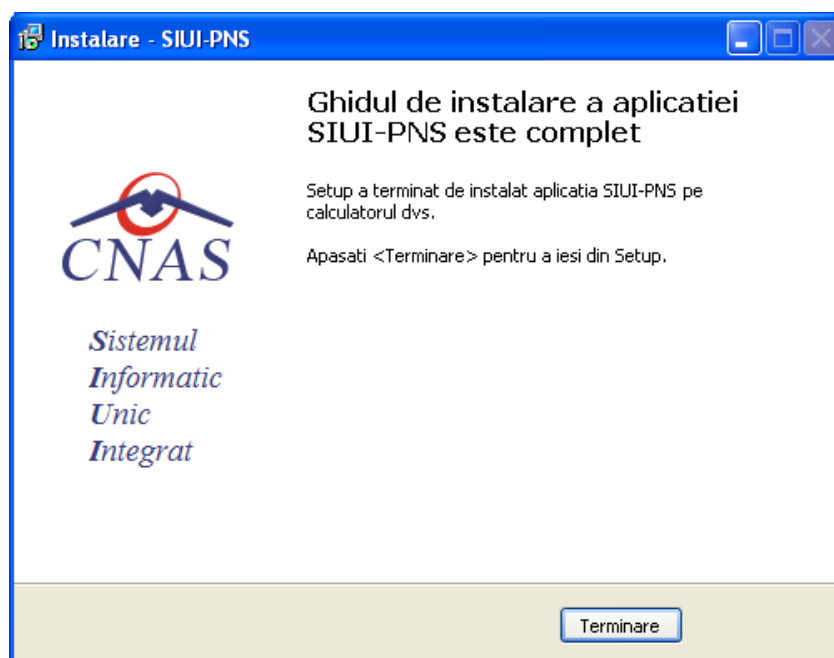 Instalare - SIUI-PNS
Ghidul de instalare a aplicatiei
SIUI-PNS este complet
Setup a terminat de instalat aplicatia SIUI-PNS pe
calculatorul dvs.
Apasati <Terminare> pentru a iesi din Setup.
CNAS
Sistemul
Informatic
Unic
Integrat
Terminare